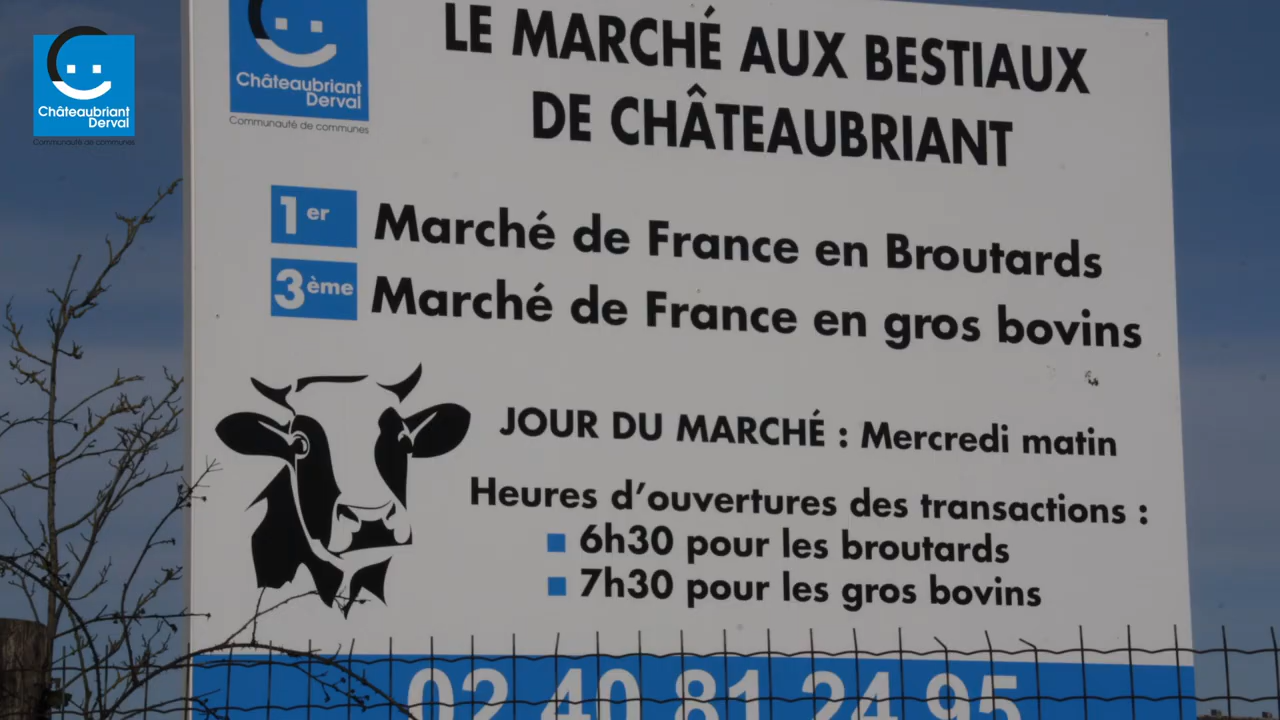 Châteaubriant
Derval
Communauté de communes
Châteaubriant
Derval
Communauté de communes
LE MARCHÉ AUX BESTIAUX
DE CHÂTEAUBRIANT
1er Marché de France en Broutards
3ème Marché de France en gros bovins
JOUR DU MARCHÉ : Mercredi matin
Heures d’ouvertures des transactions :
6h30 pour les broutards
7h30 pour les gros bovins
02 40 81 24 95